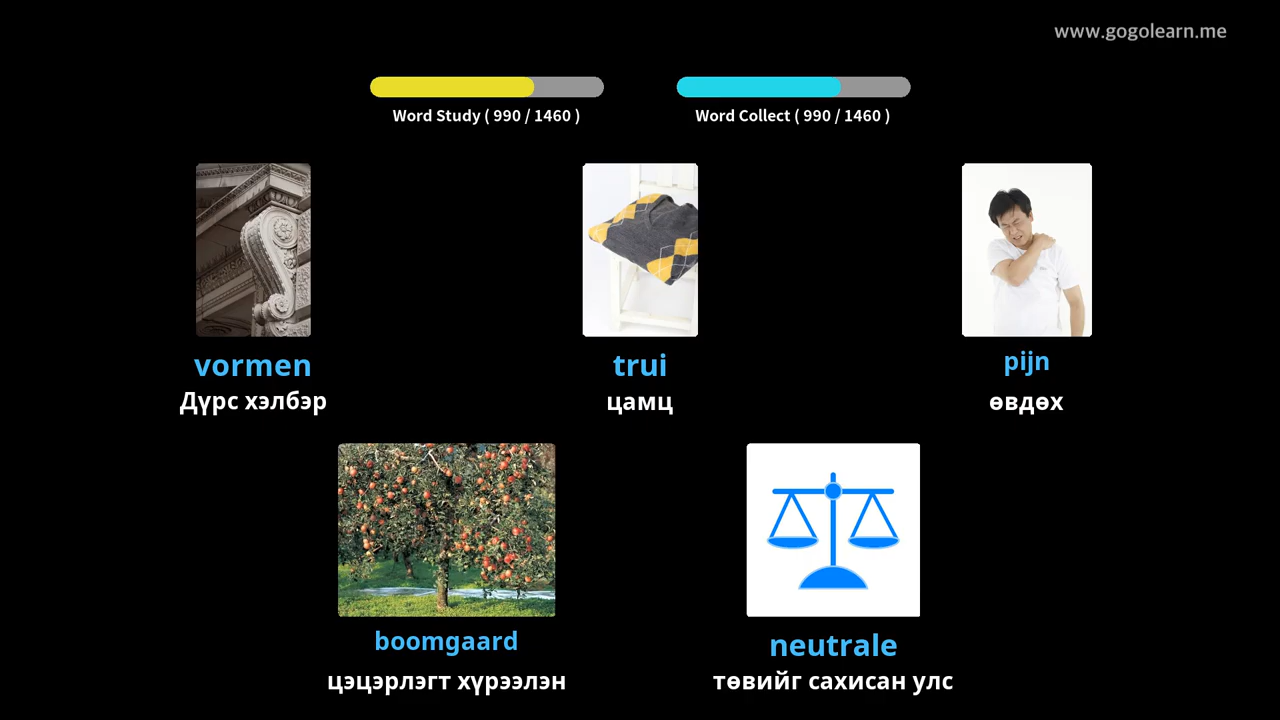 www.gogolearn.me
Word Study ( 990 / 1460 )
Word Collect ( 990 / 1460 )
vormen
Дүрс хэлбэр
trui
цамц
pijn
өвдөх
boomgaard
цэцэрлэгт хүрээлэн
neutrale
төвийг сахисан улс